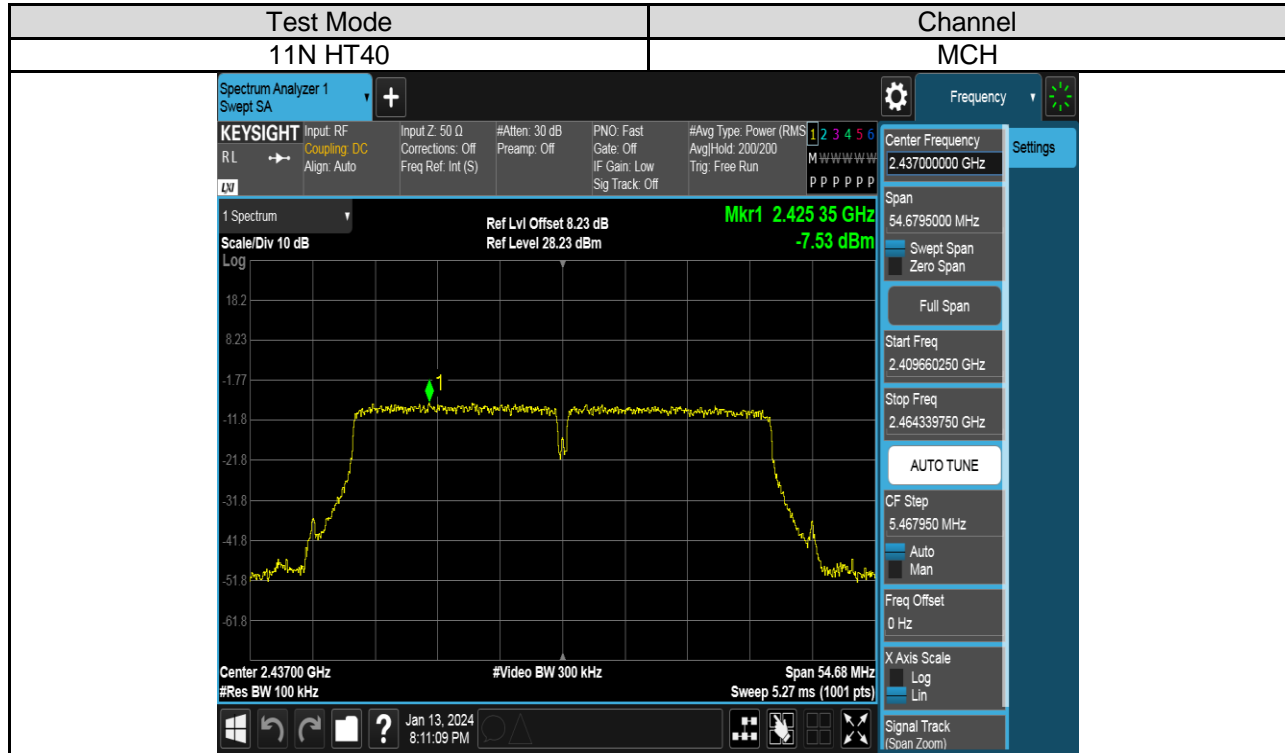 Test Mode Channel
11N HT40 MCH
Spectrum Analyzer 1
Swept SA
+
Frequency
KEYSIGHT Input: RF Input Z: 50 Ω #Atten: 30 dB PNO: Fast #Avg Type: Power (RMS 1 2 3 4 5 6
RL Coupling: DC Corrections: Off Preamp: Off Gate: Off Avg|Hold: 200/200 M W W W W W
Align: Auto Freq Ref: Int (S) IF Gain: Low Trig: Free Run
LXI Sig Track: Off P P P P P P
1 Spectrum
Ref Lvl Offset 8.23 dB Mkr1 2.425 35 GHz
Scale/Div 10 dB Ref Level 28.23 dBm -7.53 dBm
Log
18.2
8.23
-1.77
1
-11.8
-21.8
-31.8
-41.8
-51.8
-61.8
Center 2.43700 GHz #Video BW 300 kHz Span 54.68 MHz
#Res BW 100 kHz Sweep 5.27 ms (1001 pts)
Center Frequency
2.437000000 GHz
Settings
Span
54.6795000 MHz
Swept Span
Zero Span
Full Span
Start Freq
2.409660250 GHz
Stop Freq
2.464339750 GHz
AUTO TUNE
CF Step
5.467950 MHz
Auto
Man
Freq Offset
0 Hz
X Axis Scale
Log
Lin
Signal Track
(Span Zoom)
? Jan 13, 2024
8:11:09 PM